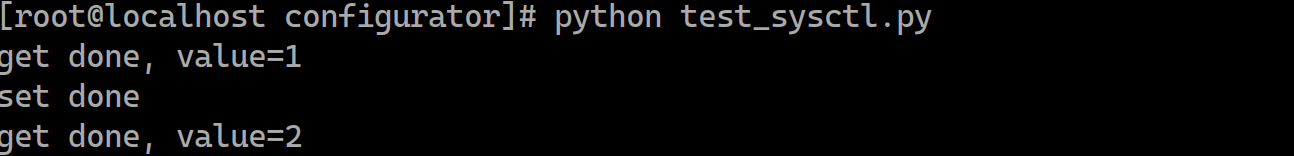 [root@localhost configurator]# python test_sysctl.py
get done, value=1
set done
get done, value=2